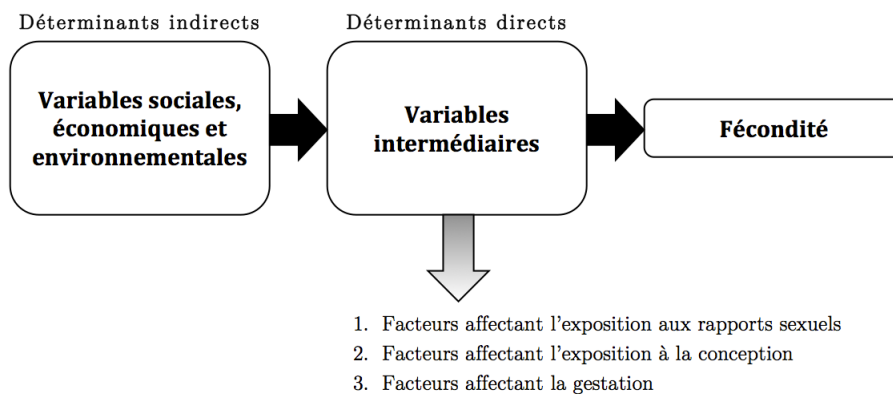 Déterminants indirects
Déterminants directs
Variables sociales,
économiques et
environnementales
Variables
intermédiaires
Fécondité
1. Facteurs affectant l'exposition aux rapports sexuels
2. Facteurs affectant l'exposition à la conception
3. Facteurs affectant la gestation